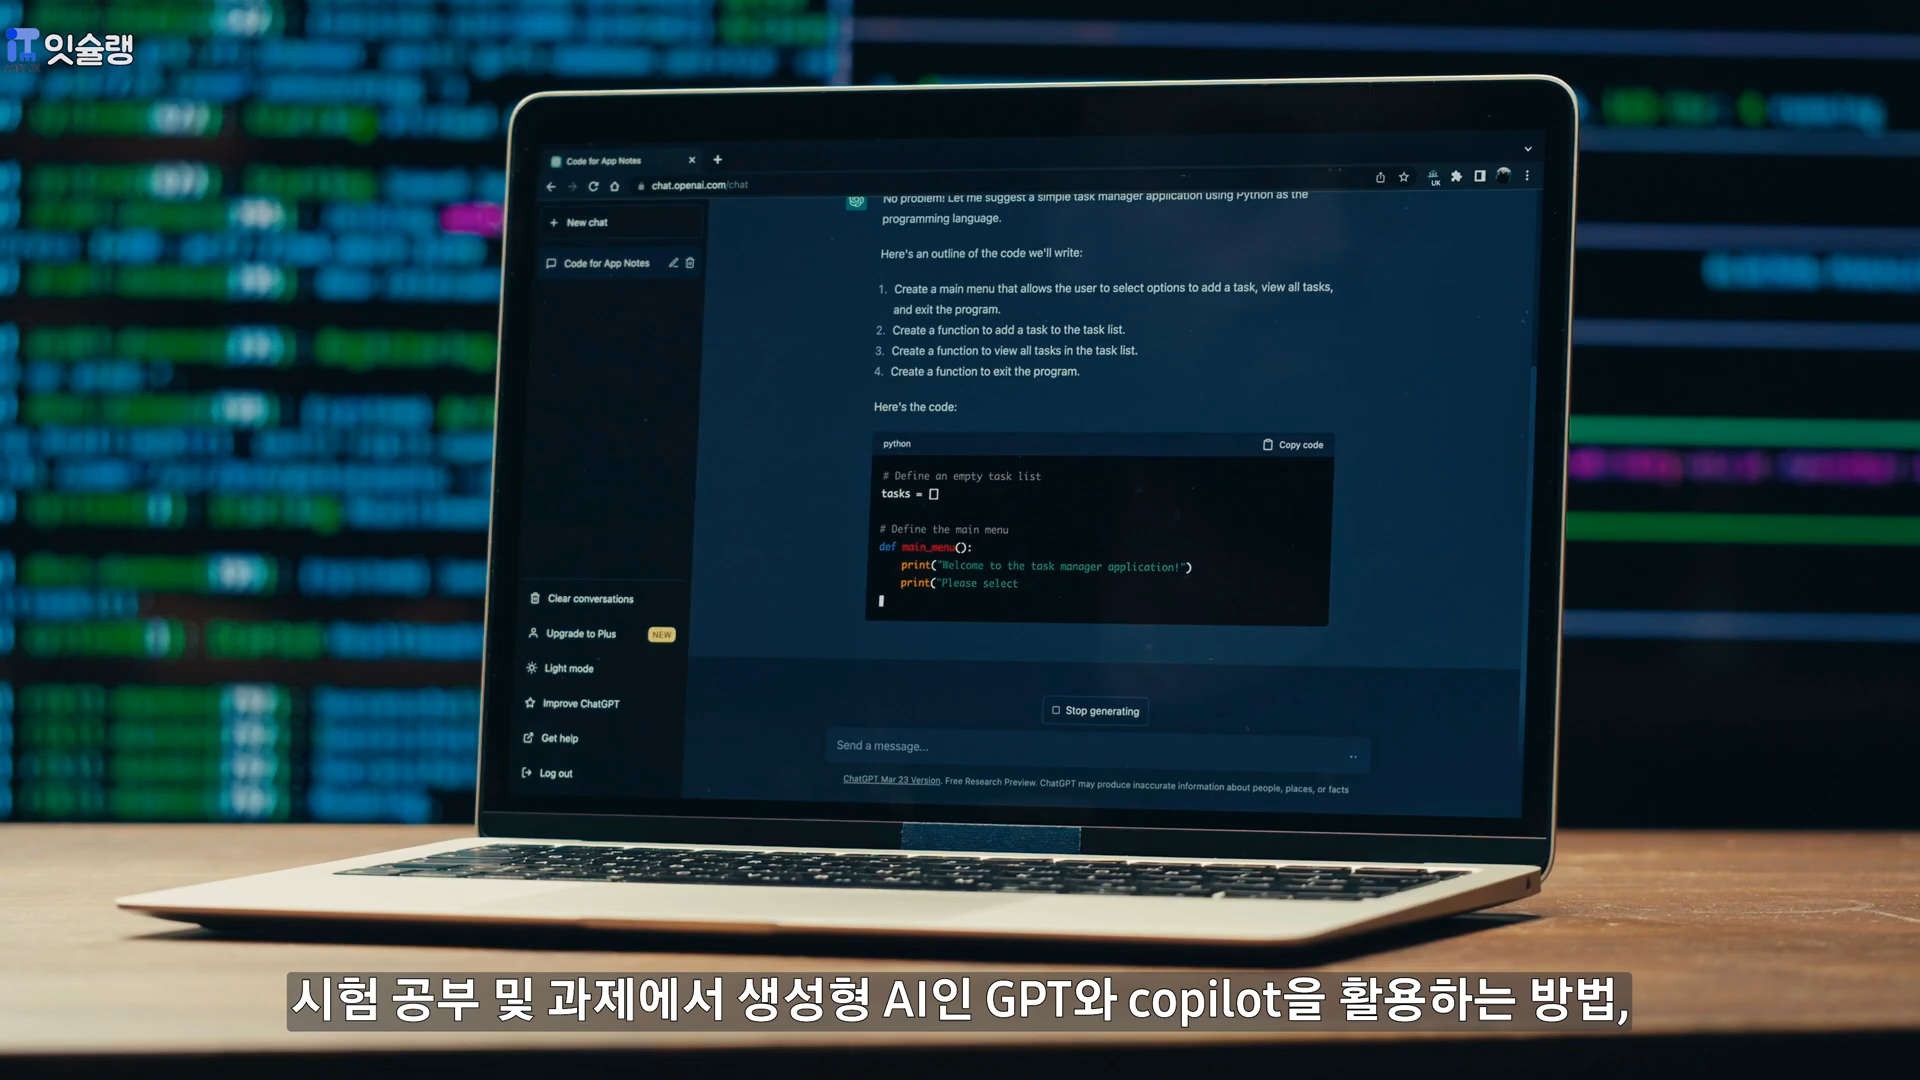 iT 잇슐랭
Code for App Notes
chat.openai.com/chat
UK
New chat
Code for App Notes
No problem! Let me suggest a simple task manager application using Python as the
programming language.
Here's an outline of the code we'll write:
1. Create a main menu that allows the user to select options to add a task, view all tasks,
and exit the program.
2. Create a function to add a task to the task list.
3. Create a function to view all tasks in the task list.
4. Create a function to exit the program.
Here's the code:
python
Copy code
# Define an empty task list
tasks = []
# Define the main menu
def main_menu():
print("Welcome to the task manager application!")
print("Please select
Clear conversations
Upgrade to Plus NEW
Light mode
Improve ChatGPT
Get help
Log out
Stop generating
Send a message...
ChatGPT Mar 23 Version. Free Research Preview. ChatGPT may produce inaccurate information about people, places, or facts
시험 공부 및 과제에서 생성형 AI인 GPT와 copilot을 활용하는 방법,